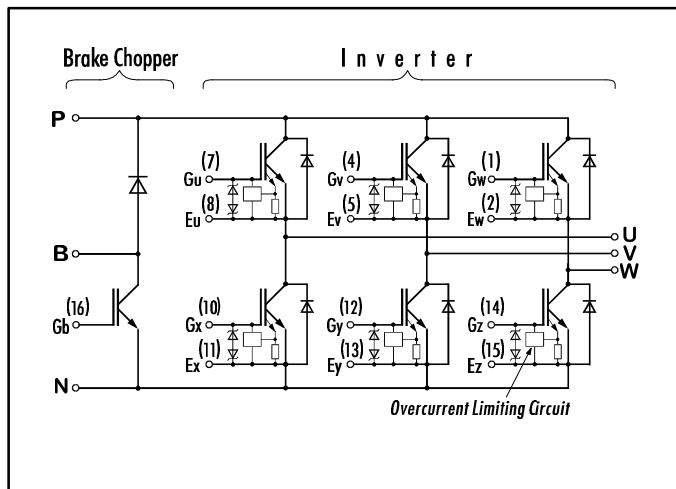 Brake Chopper Inverter
P
(7) (4) (1)
Gu Gv Gw
(8) (5) (2)
Eu Ev Ew
U
B V
W
(16) (10) (12) (14)
Gb Gx Gy Gz
(11) (13) (15)
Ex Ey Ez
N
Overcurrent Limiting Circuit